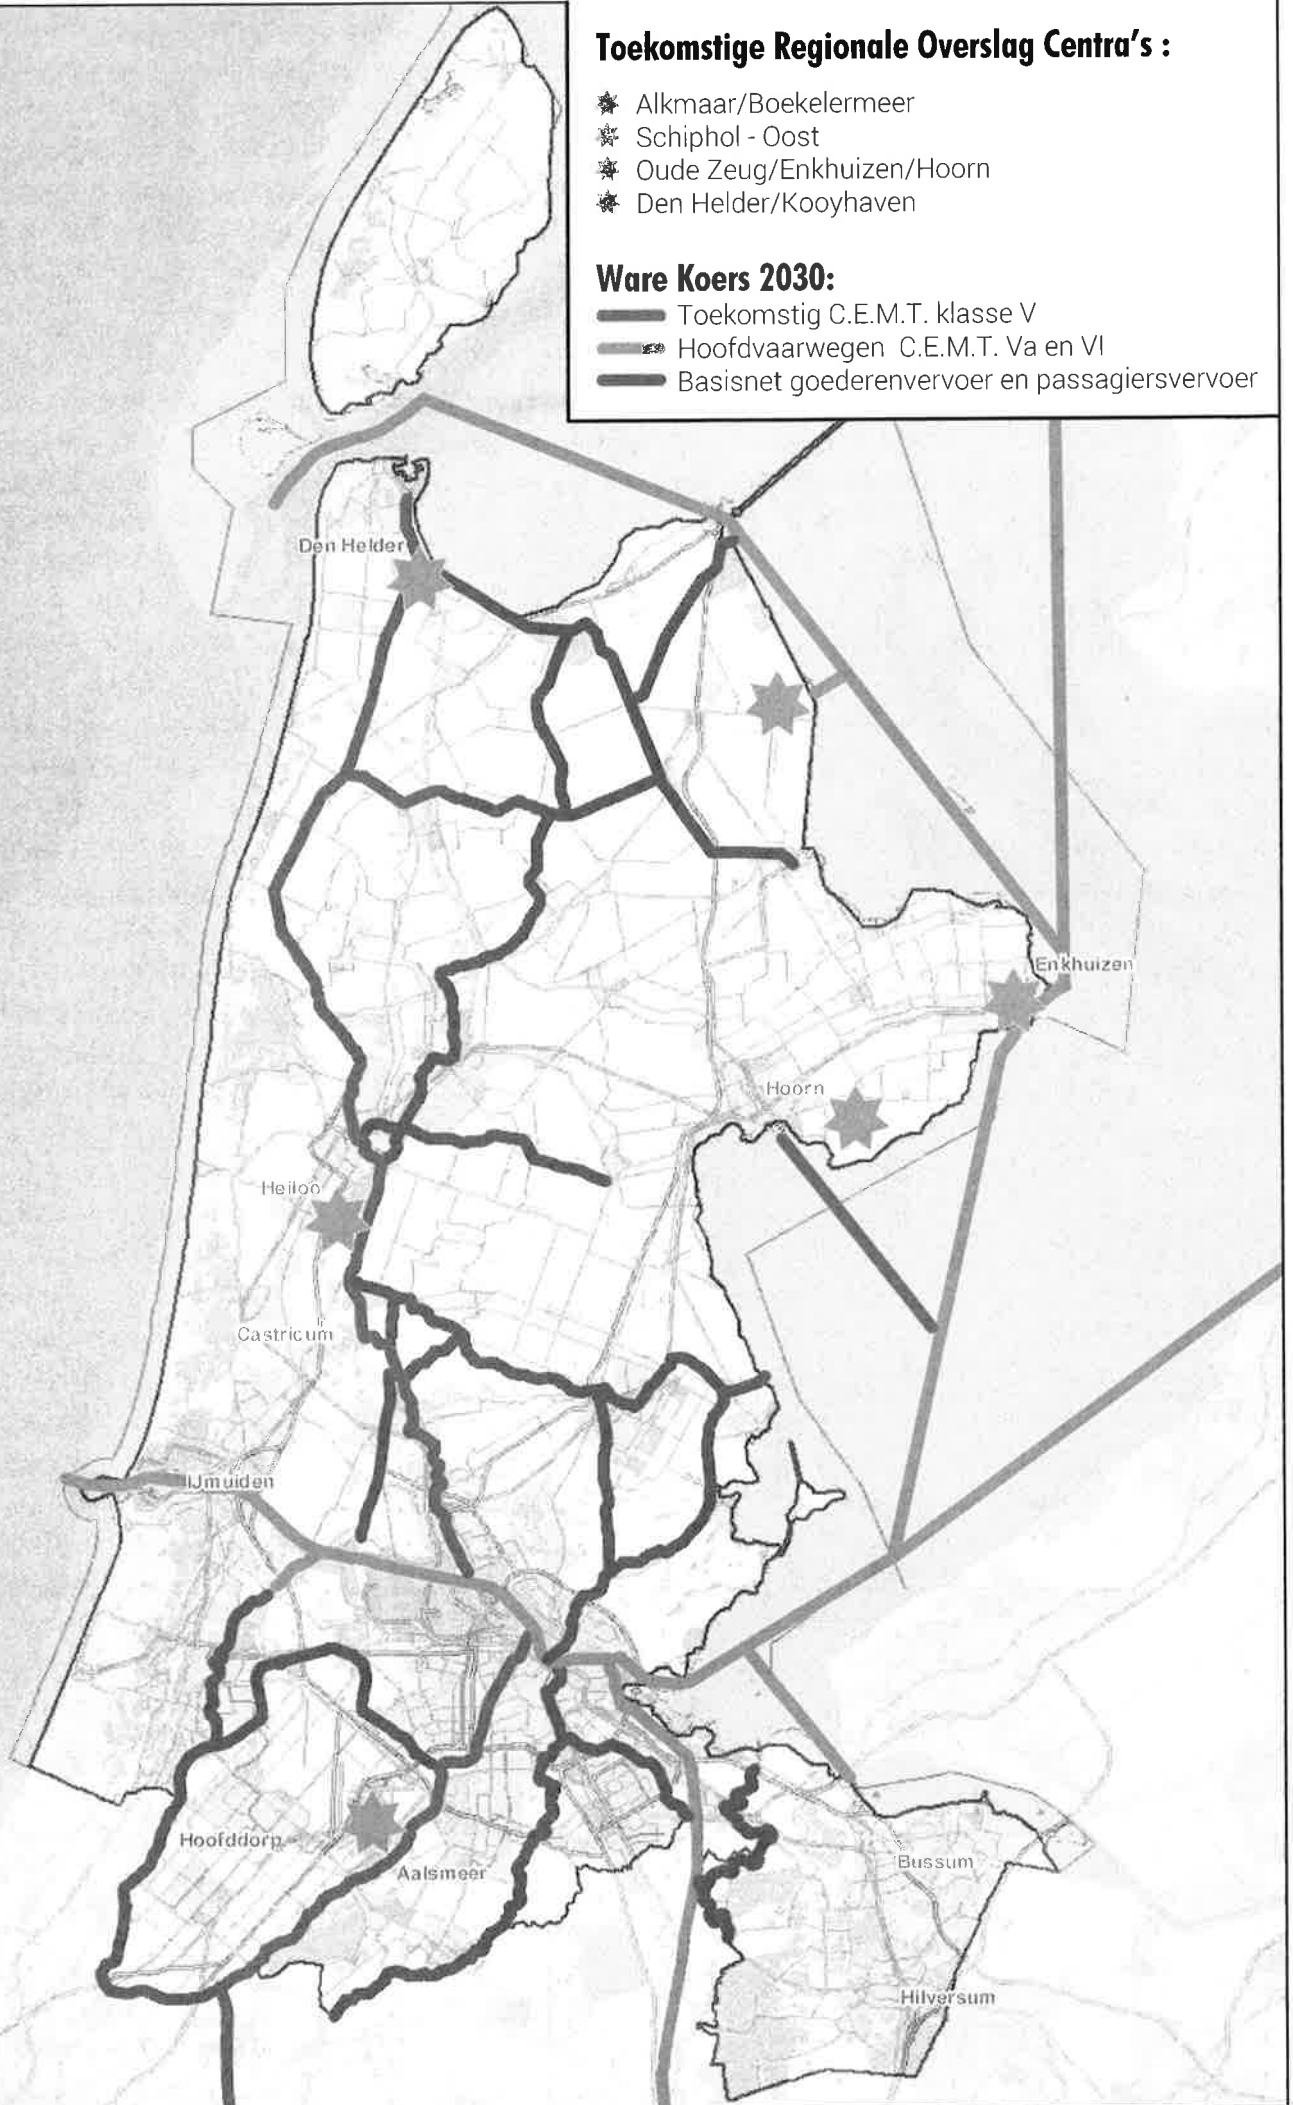 Toekomstige Regionale Overslag Centra's :
Alkmaar/Boekelermeer
Schiphol - Oost
Oude Zeug/Enkhuizen/Hoorn
Den Helder/Kooyhaven
Ware Koers 2030:
Toekomstig C.E.M.T. klasse V
Hoofdvaarwegen C.E.M.T. Va en VI
Basisnet goederenvervoer en passagiersvervoer
Den Helder
Enkhuizen
Hoorn
Heiloo
Castricum
IJmuiden
Hoofddorp
Aalsmeer
Bussum
Hilversum